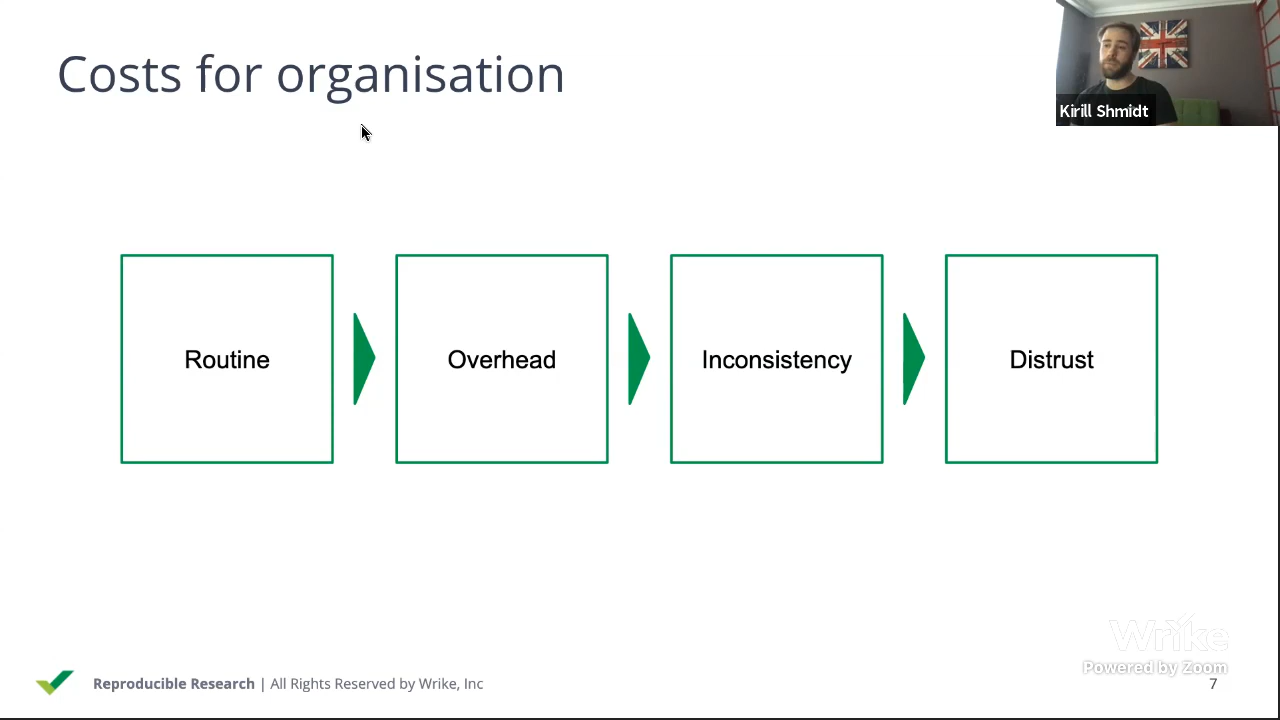 Costs for organisation
Kirill Shmidt
Routine
Overhead
Inconsistency
Distrust
Wrike
Powered by Zoom
Reproducible Research | All Rights Reserved by Wrike, Inc
7